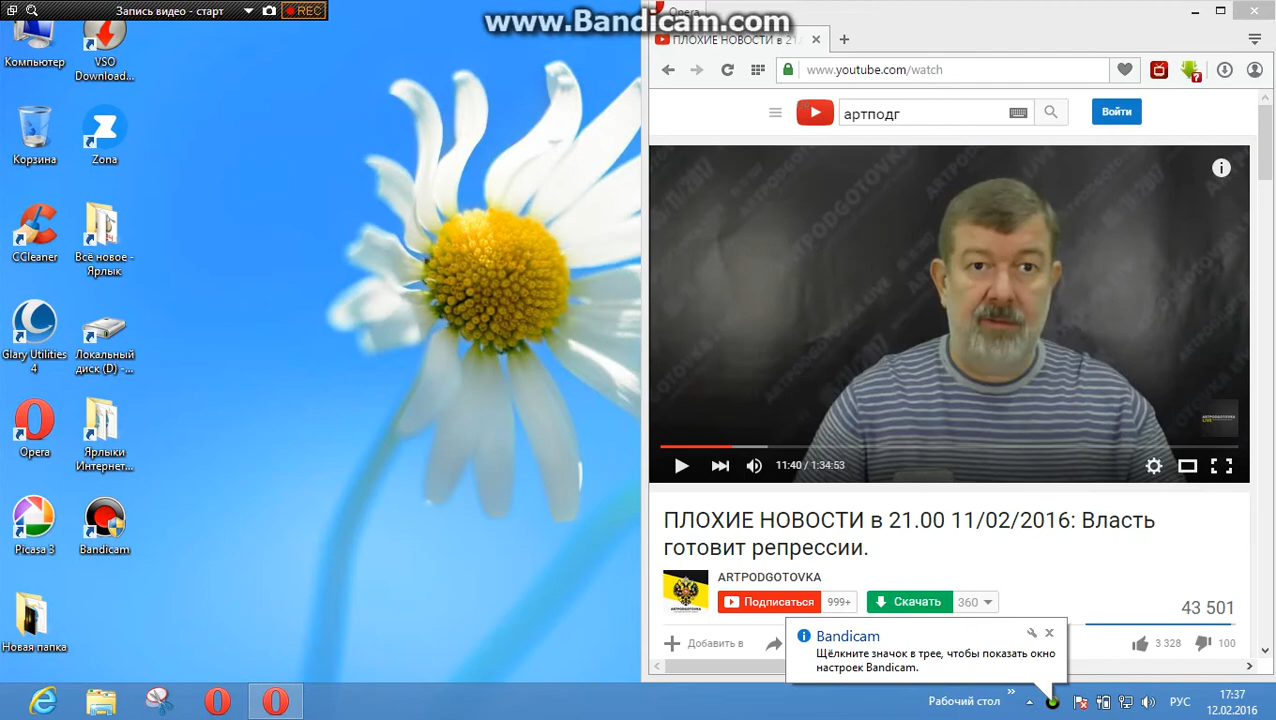 Запись видео - старт
REC
www.Bandicam.com
Opera
ПЛОХИЕ НОВОСТИ в 21.
www.youtube.com/watch
артподг
Войти
Компьютер
VSO
Download...
Корзина
Zona
CCleaner
Всё новое -
Ярлык
Glary Utilities
4
Локальный
диск (D) -...
Opera
Ярлыки
Интернет...
Picasa 3
Bandicam
Новая папка
ARTPODGOTOVKA
LIVE
11:40 / 1:34:53
ПЛОХИЕ НОВОСТИ в 21.00 11/02/2016: Власть
готовит репрессии.
ARTPODGOTOVKA
Подписаться
999+
Скачать
360
43 501
Добавить в
3 328
100
Bandicam
Щёлкните значок в трее, чтобы показать окно
настроек Bandicam.
Рабочий стол
РУС
17:37
12.02.2016